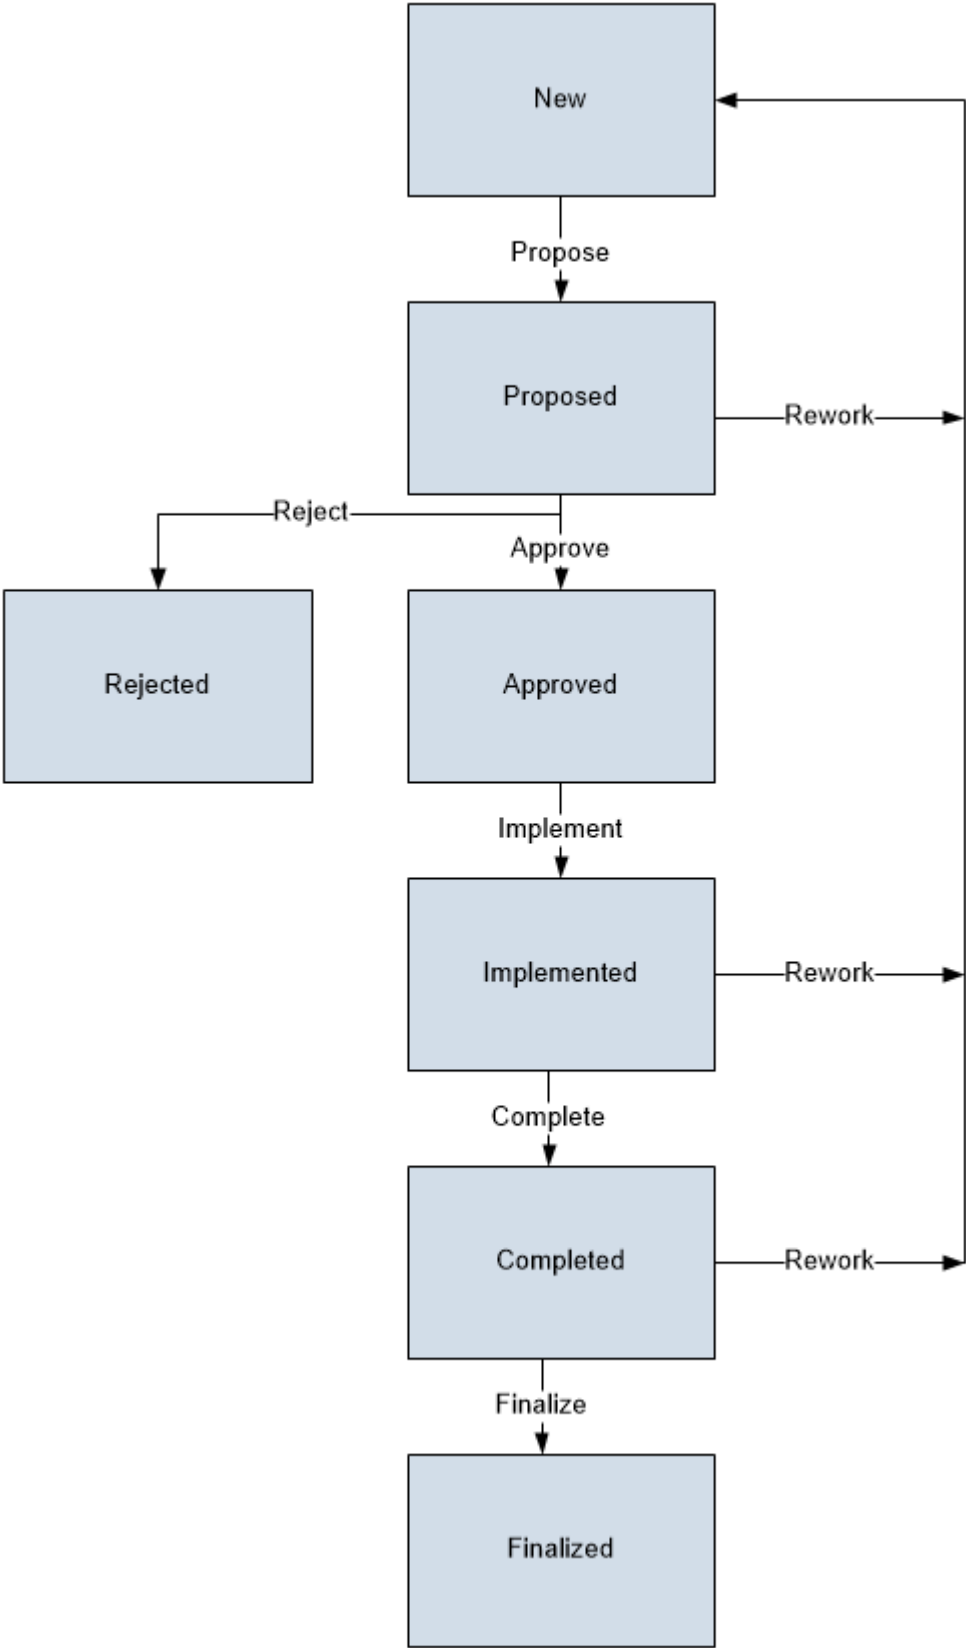 New
Propose
Proposed
Rework
Reject
Approve
Rejected
Approved
Implement
Implemented
Rework
Complete
Completed
Rework
Finalize
Finalized